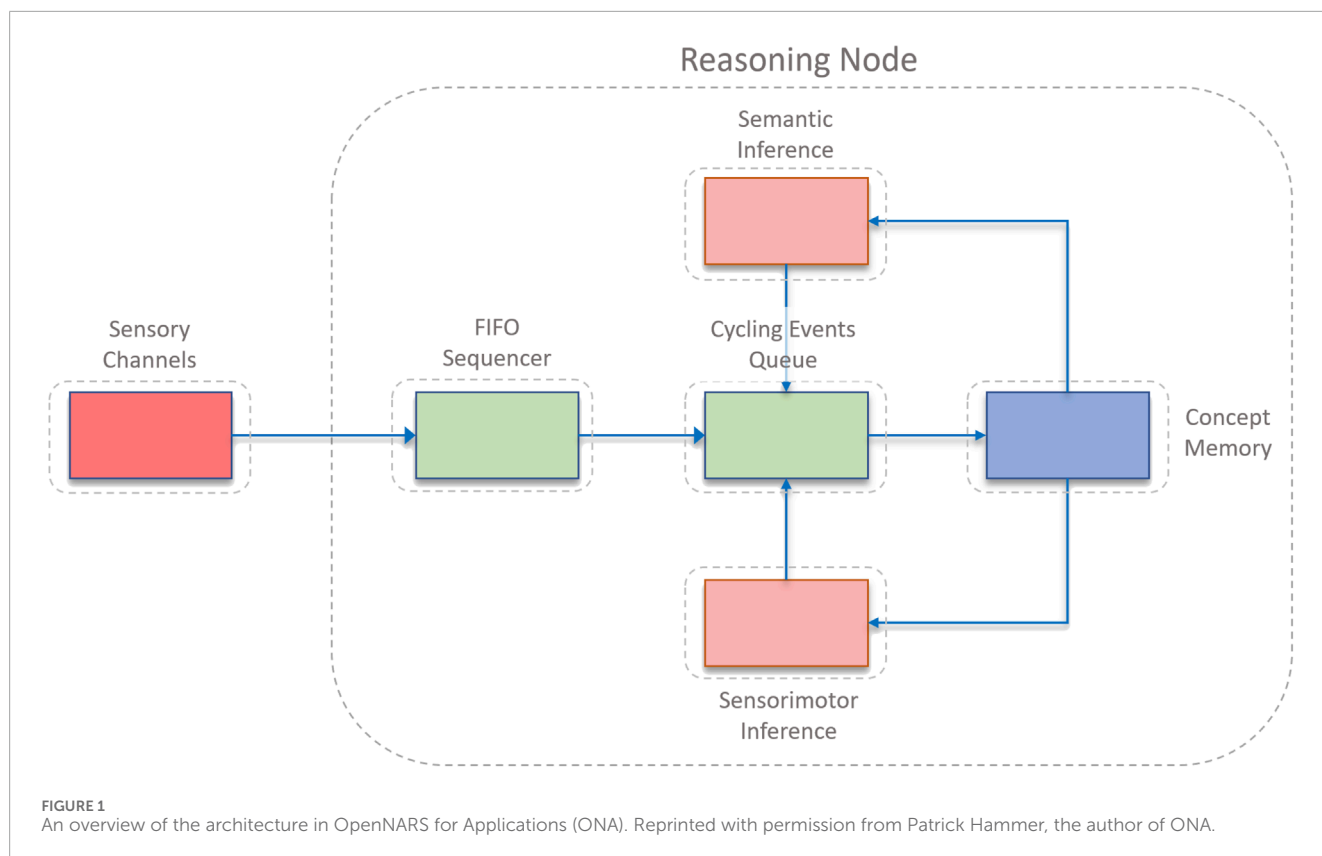 Reasoning Node
Semantic
Inference
Sensory
Channels
FIFO
Sequencer
Cycling Events
Queue
Concept
Memory
Sensorimotor
Inference
FIGURE 1
An overview of the architecture in OpenNARS for Applications (ONA). Reprinted with permission from Patrick Hammer, the author of ONA.